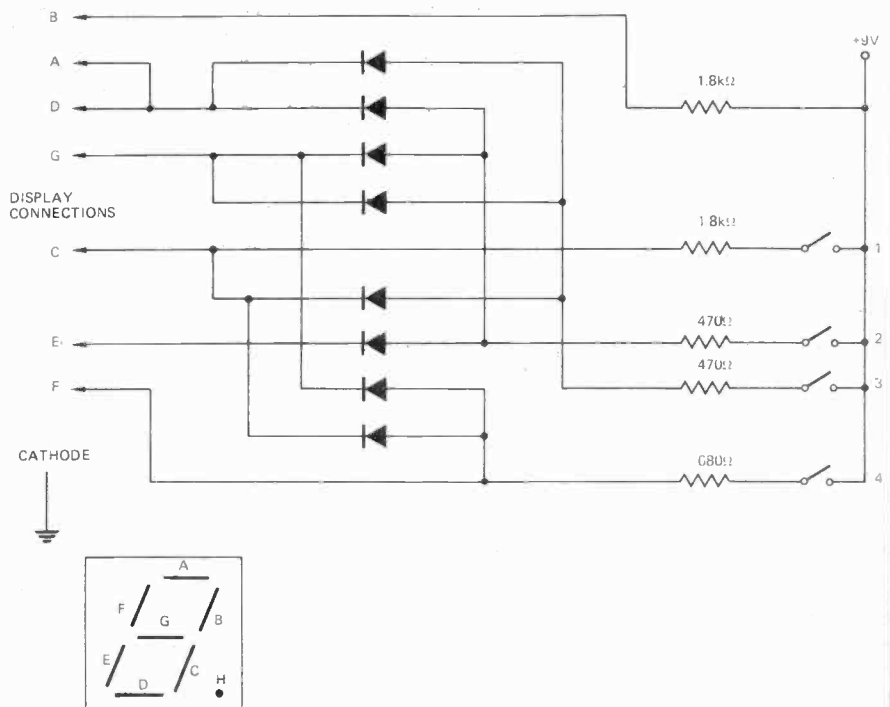 B
+9V
A
1.8kΩ
D
G
DISPLAY
CONNECTIONS
1.8kΩ
C
1
470Ω
E
2
470Ω
F
3
CATHODE
680Ω
4
A
F
B
G
E
C
H
D